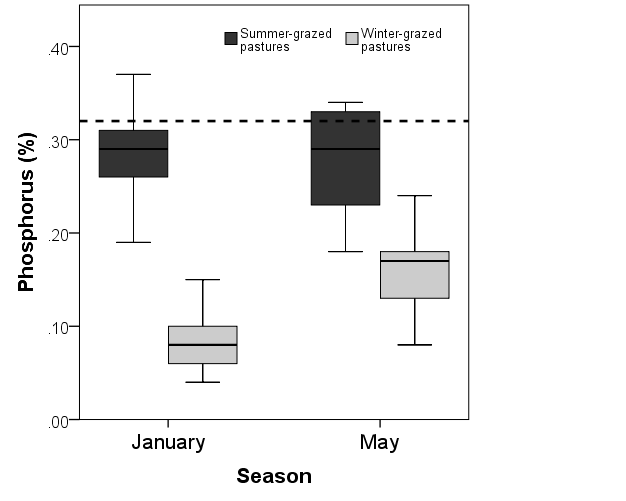 Summer-grazed
pastures
Winter-grazed
pastures
.40
.30
.20
.10
.00
Phosphorus (%)
January
May
Season